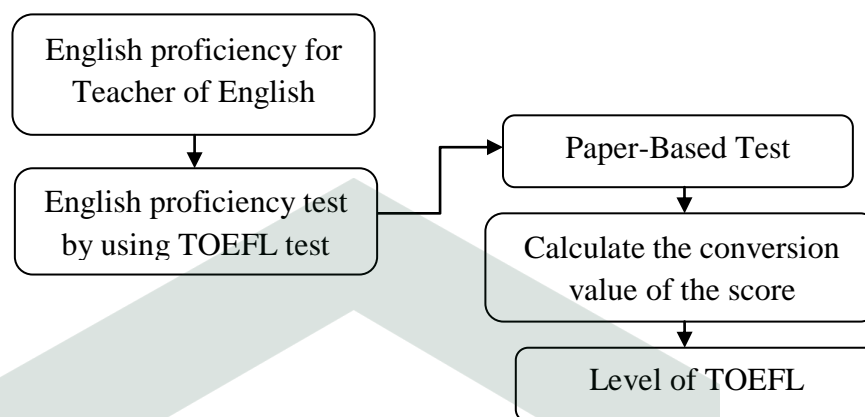 English proficiency for
Teacher of English
English proficiency test
by using TOEFL test
Paper-Based Test
Calculate the conversion
value of the score
Level of TOEFL